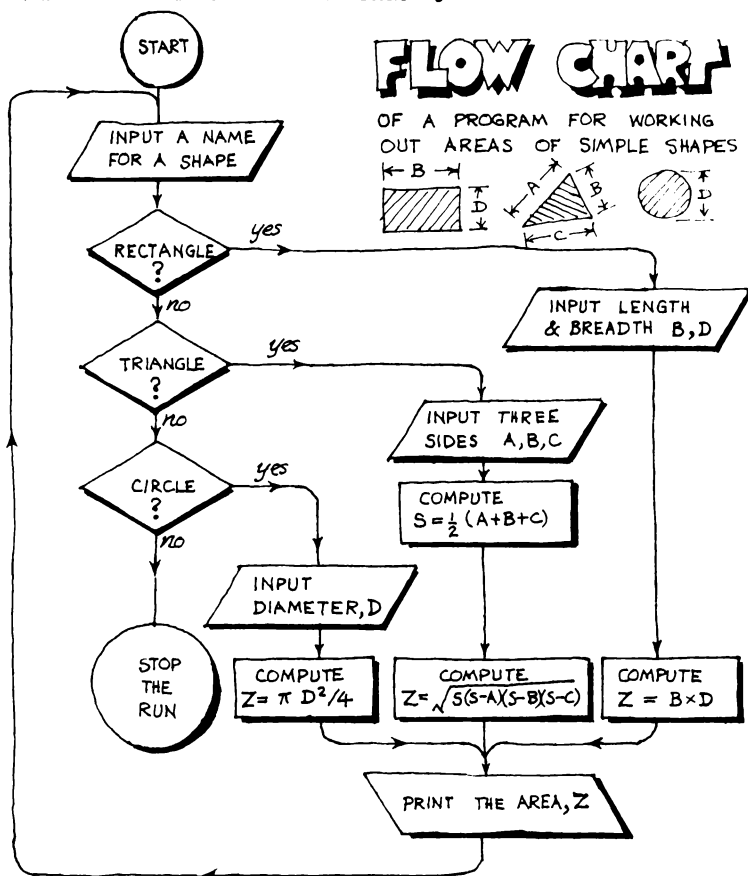 START
FLOW CHART
OF A PROGRAM FOR WORKING
OUT AREAS OF SIMPLE SHAPES
B
D
A
B
C
D
INPUT A NAME
FOR A SHAPE
RECTANGLE
?
yes
no
INPUT LENGTH
& BREADTH B,D
TRIANGLE
?
yes
no
INPUT THREE
SIDES A,B,C
COMPUTE
S=½(A+B+C)
CIRCLE
?
yes
no
INPUT
DIAMETER,D
STOP
THE
RUN
COMPUTE
Z=π D²/4
COMPUTE
Z=√S(S-A)(S-B)(S-C)
COMPUTE
Z = B×D
PRINT THE AREA, Z